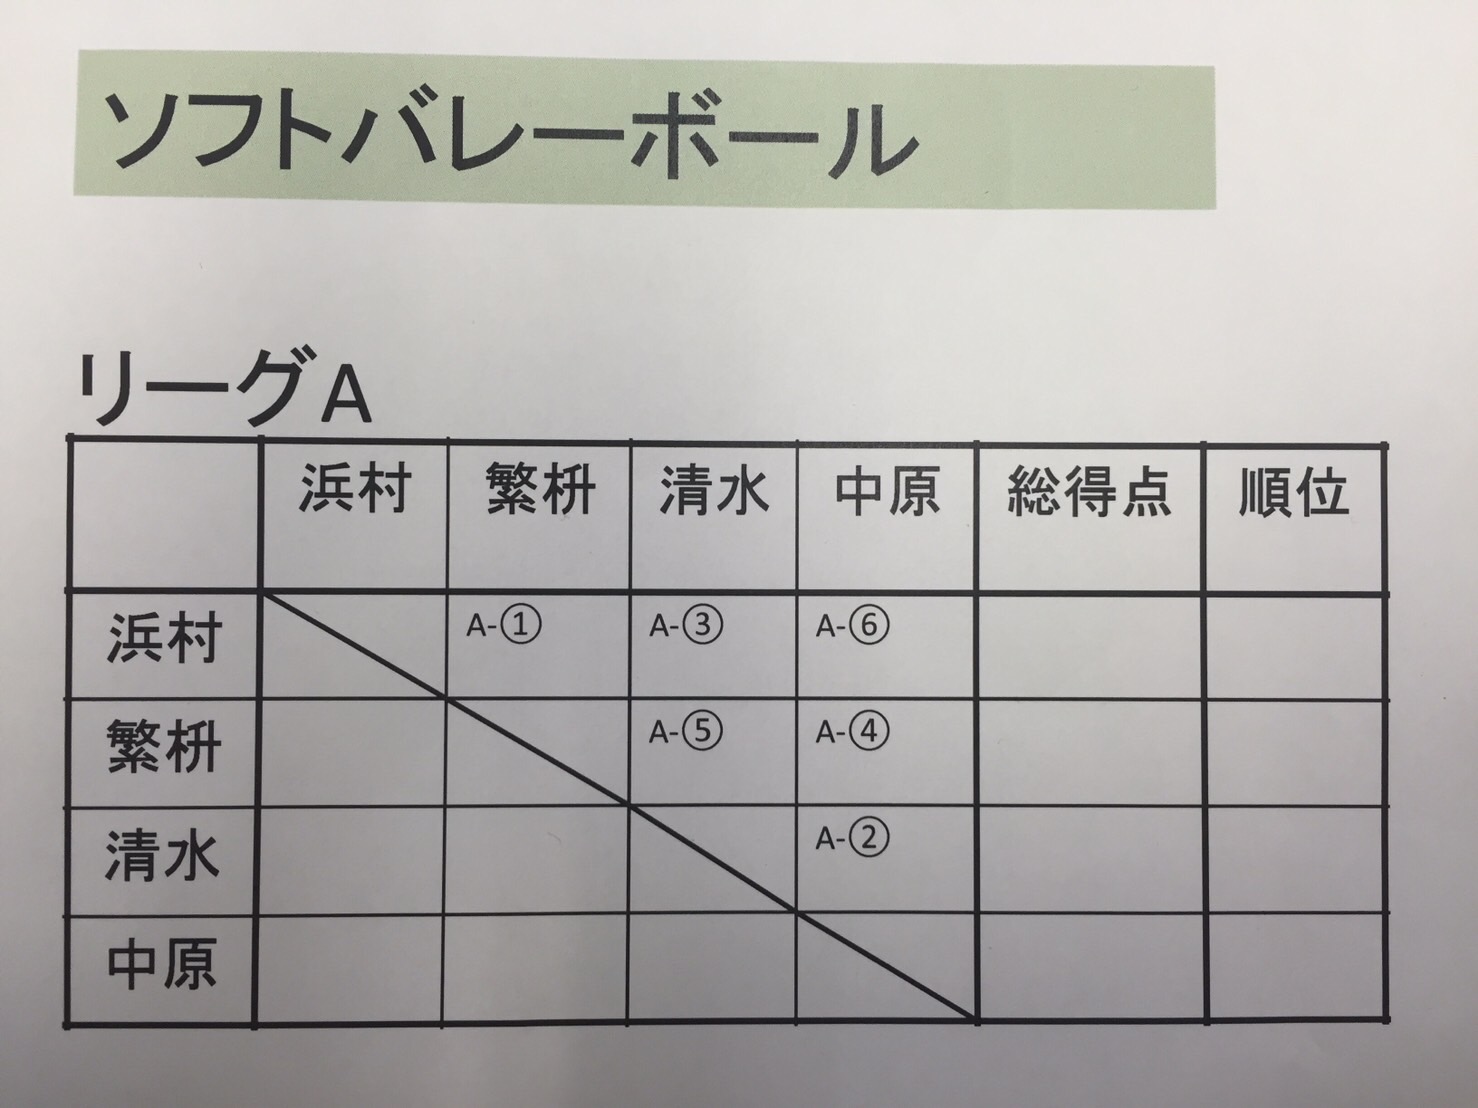 ソフトバレーボール
リーグA
浜村 繁枡 清水 中原 総得点 順位
浜村 A-① A-③ A-⑥
繁枡 A-⑤ A-④
清水 A-②
中原